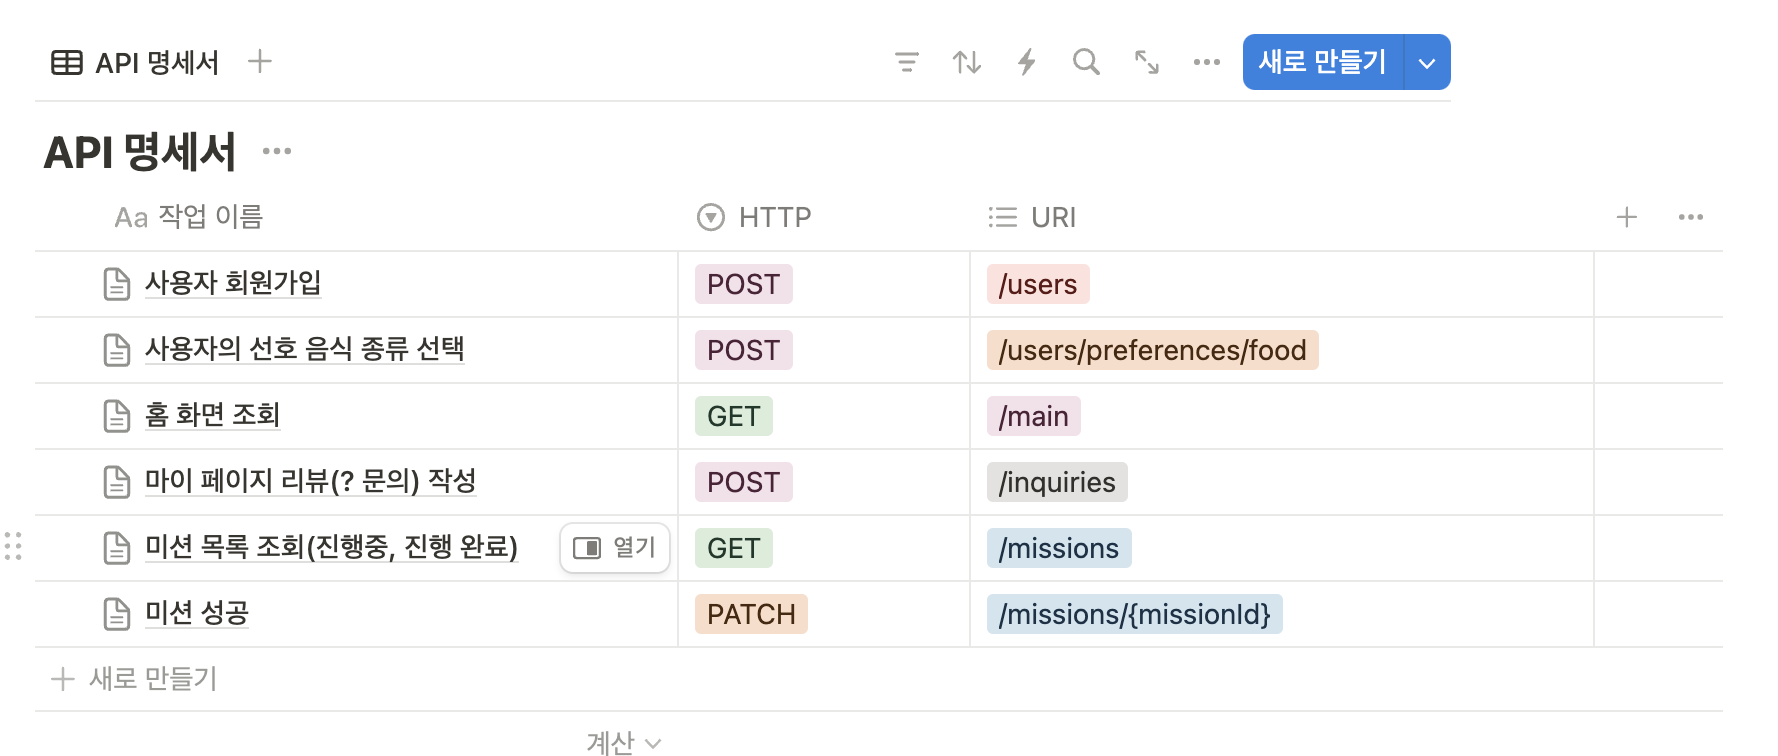 API 명세서
새로 만들기
API 명세서
Aa 작업 이름 HTTP URI
사용자 회원가입 POST /users
사용자의 선호 음식 종류 선택 POST /users/preferences/food
홈 화면 조회 GET /main
마이 페이지 리뷰(? 문의) 작성 POST /inquiries
미션 목록 조회(진행중, 진행 완료) 열기 GET /missions
미션 성공 PATCH /missions/{missionId}
새로 만들기
계산